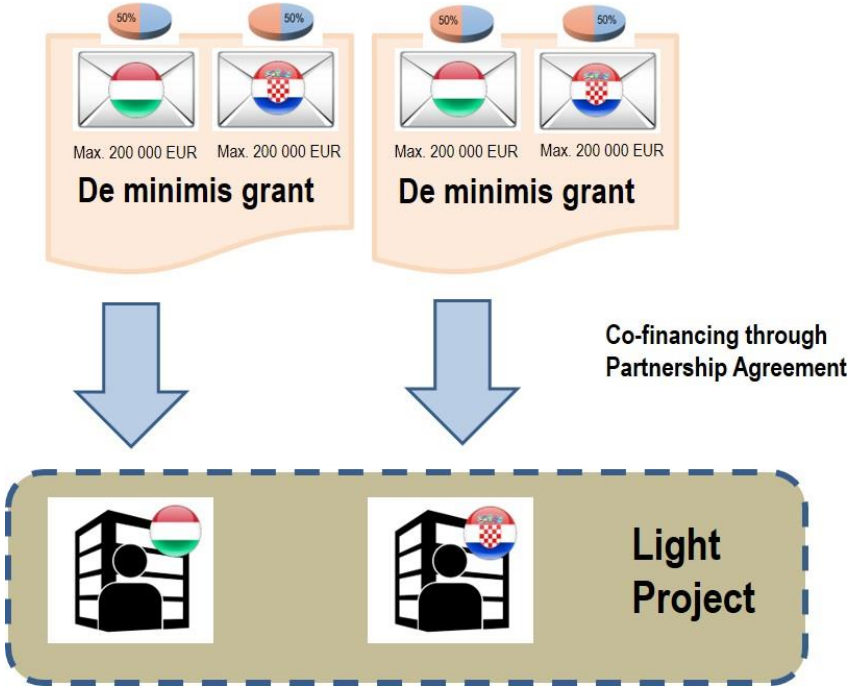 50%
50%
50%
50%
Max. 200 000 EUR
Max. 200 000 EUR
Max. 200 000 EUR
Max. 200 000 EUR
De minimis grant
De minimis grant
Co-financing through
Partnership Agreement
Light
Project